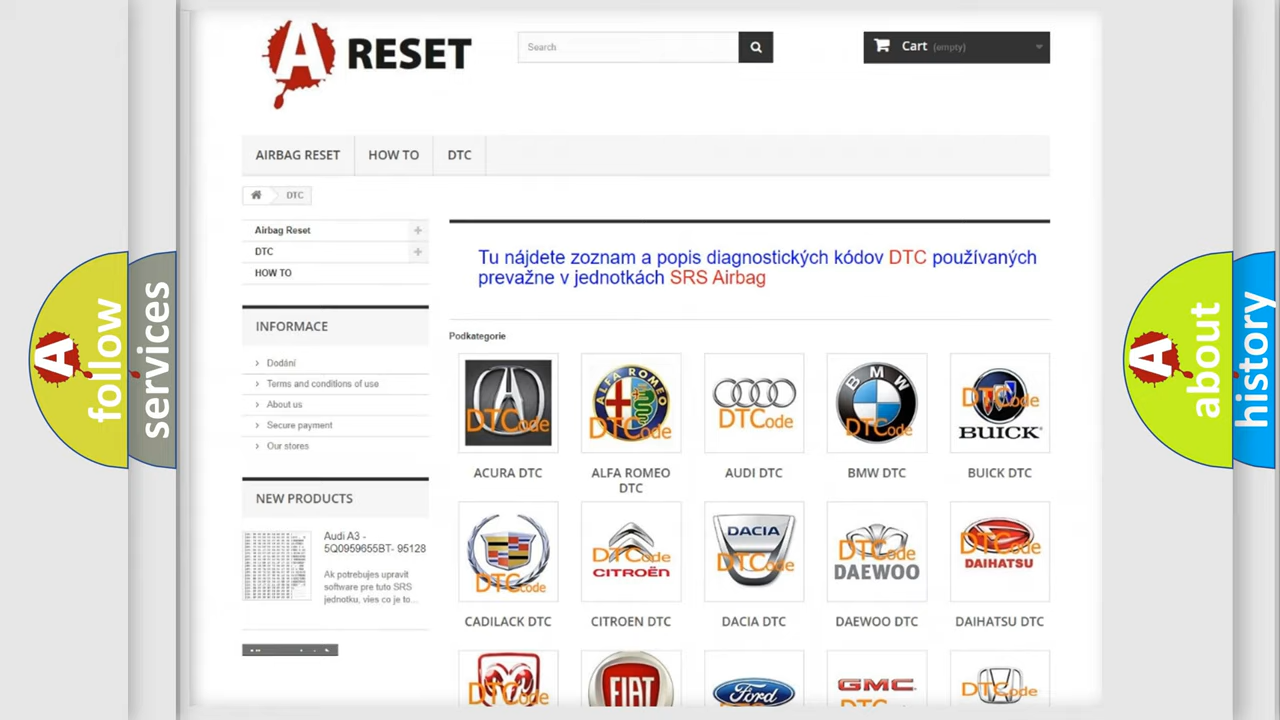 A RESET
Search
Cart (empty)
AIRBAG RESET
HOW TO
DTC
DTC
Airbag Reset
DTC
HOW TO
Tu nájdete zoznam a popis diagnostických kódov DTC používaných
prevažne v jednotkách SRS Airbag
INFORMACE
Dodání
Terms and conditions of use
About us
Secure payment
Our stores
Podkategorie
DTCode
ALFA ROMEO
DTCode
DTCode
BMW
DTCode
DTCode
BUICK
ACURA DTC
ALFA ROMEO
DTC
AUDI DTC
BMW DTC
BUICK DTC
NEW PRODUCTS
Audi A3 -
5Q0959655BT- 95128
Ak potrebujes upravit
software pre tuto SRS
jednotku, vies co je to...
DTCode
DTCode
CITROËN
DACIA
DTCode
DTCode
DAEWOO
DTCode
DAIHATSU
CADILACK DTC
CITROEN DTC
DACIA DTC
DAEWOO DTC
DAIHATSU DTC
DTCode
FIAT
Ford
GMC
DTCode
A follow
services
A about
history